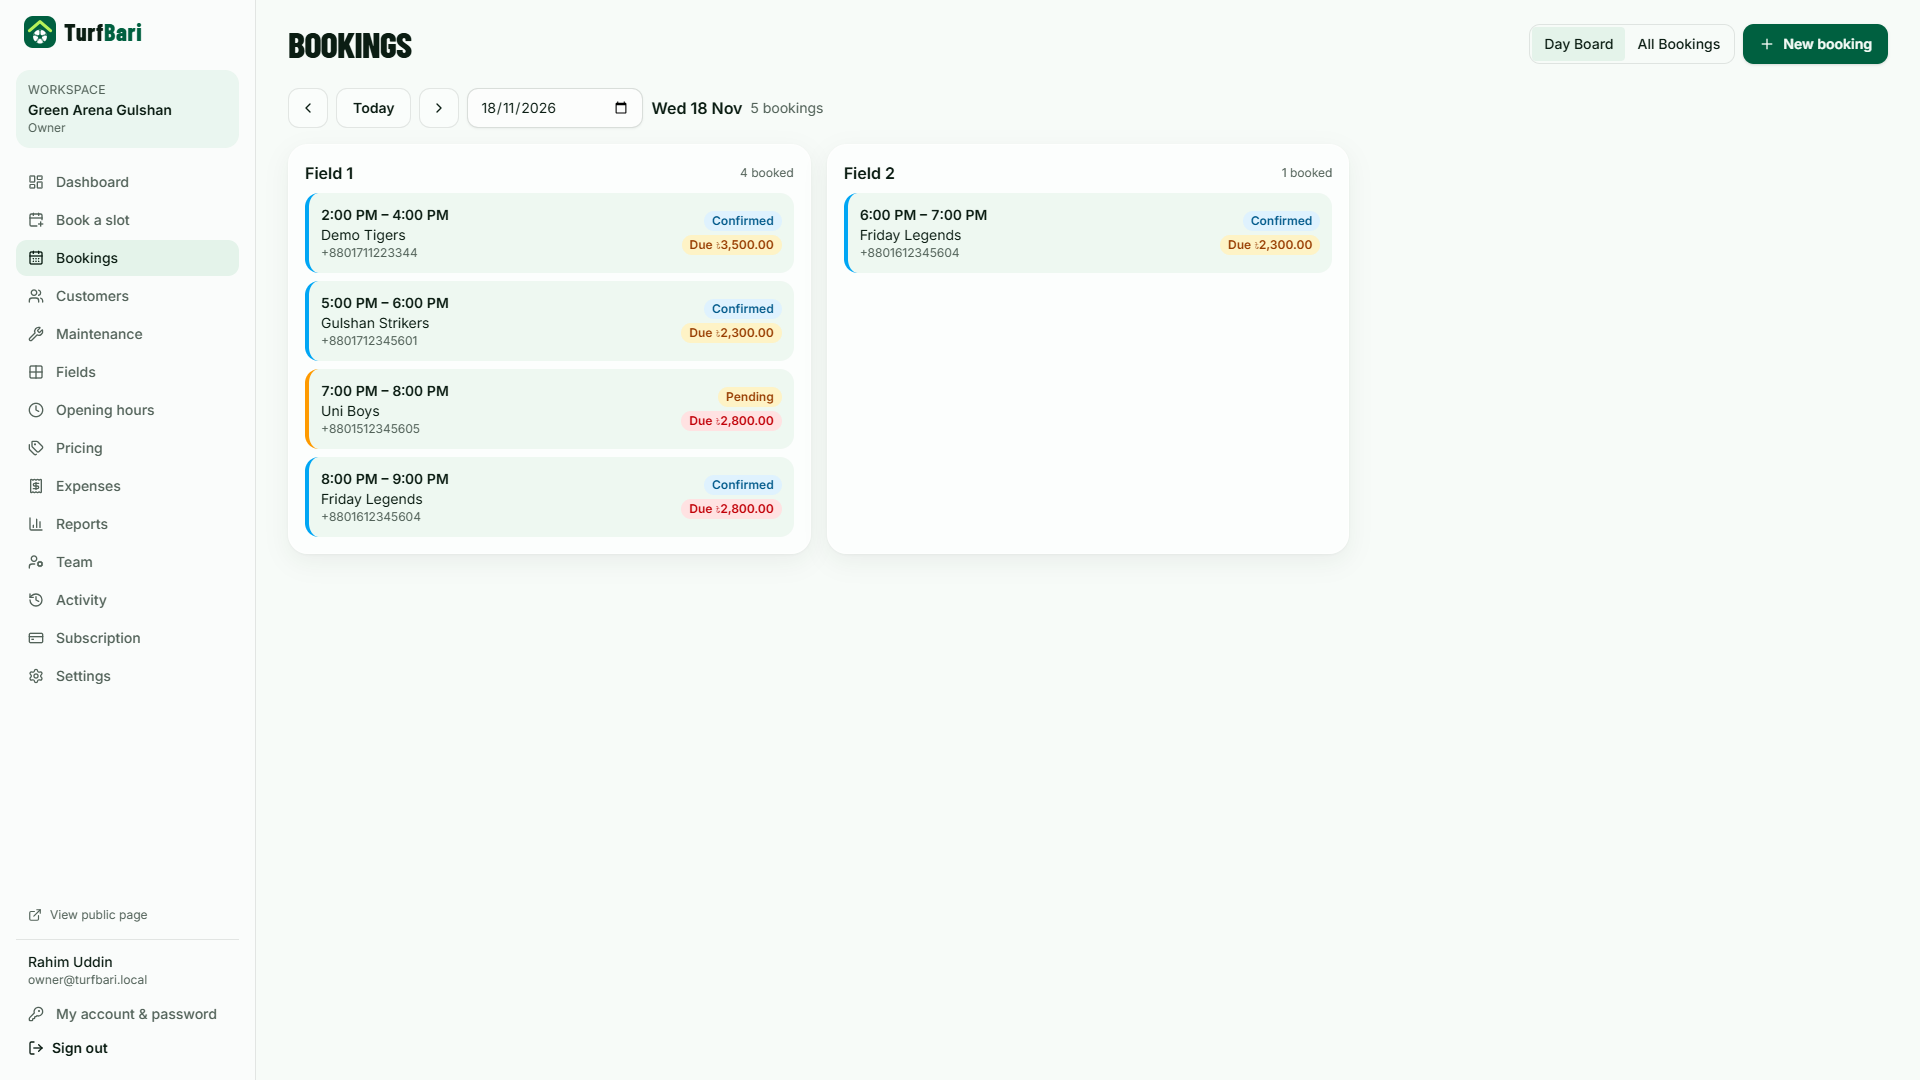 TurfBari
WORKSPACE
Green Arena Gulshan
Owner
Dashboard
Book a slot
Bookings
Customers
Maintenance
Fields
Opening hours
Pricing
Expenses
Reports
Team
Activity
Subscription
Settings
View public page
Rahim Uddin
owner@turfbari.local
My account & password
Sign out
BOOKINGS
Day Board
All Bookings
New booking
Today
18/11/2026
Wed 18 Nov 5 bookings
Field 1
4 booked
2:00 PM – 4:00 PM
Demo Tigers
+8801711223344
Confirmed
Due ৳3,500.00
5:00 PM – 6:00 PM
Gulshan Strikers
+8801712345601
Confirmed
Due ৳2,300.00
7:00 PM – 8:00 PM
Uni Boys
+8801512345605
Pending
Due ৳2,800.00
8:00 PM – 9:00 PM
Friday Legends
+8801612345604
Confirmed
Due ৳2,800.00
Field 2
1 booked
6:00 PM – 7:00 PM
Friday Legends
+8801612345604
Confirmed
Due ৳2,300.00